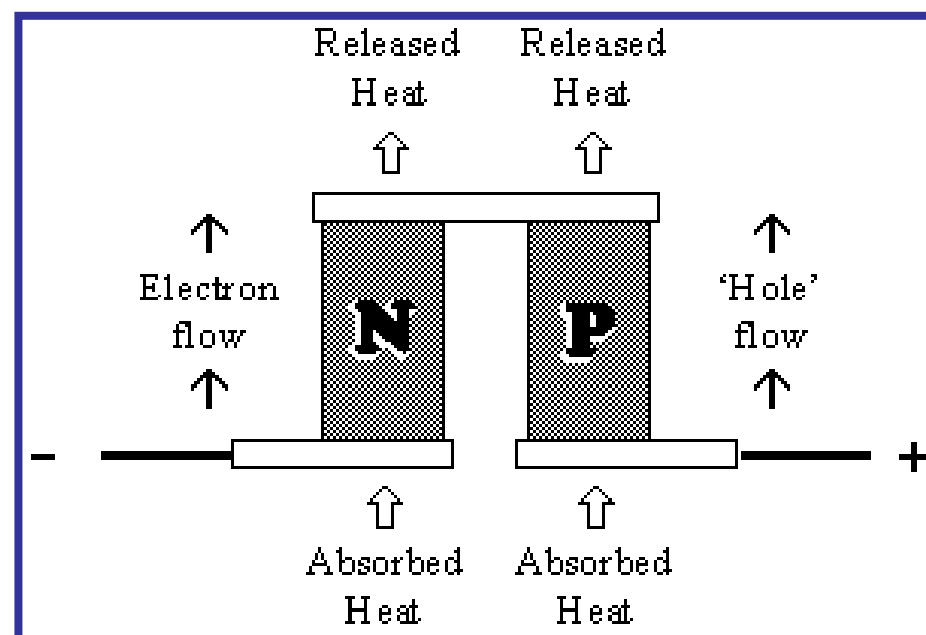 Released
Heat
Released
Heat
Electron
flow
N
P
‘Hole’
flow
-
+
Absorbed
Heat
Absorbed
Heat